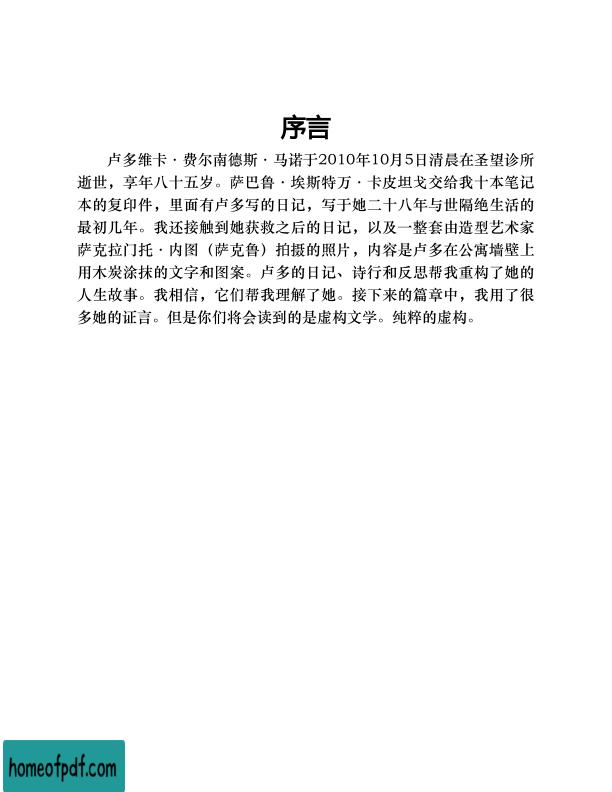 序言
卢多维卡·费尔南德斯·马诺于2010年10月5日清晨在圣望诊所
逝世，享年八十五岁。萨巴鲁·埃斯特万·卡皮坦戈交给我十本笔记
本的复印件，里面有卢多写的日记，写于她二十八年与世隔绝生活的
最初几年。我还接触到她获救之后的日记，以及一整套由造型艺术家
萨克拉门托·内图（萨克鲁）拍摄的照片，内容是卢多在公寓墙壁上
用木炭涂抹的文字和图案。卢多的日记、诗行和反思帮我重构了她的
人生故事。我相信，它们帮我理解了她。接下来的篇章中，我用了很
多她的证言。但是你们将会读到的是虚构文学。纯粹的虚构。
homeofpdf.com